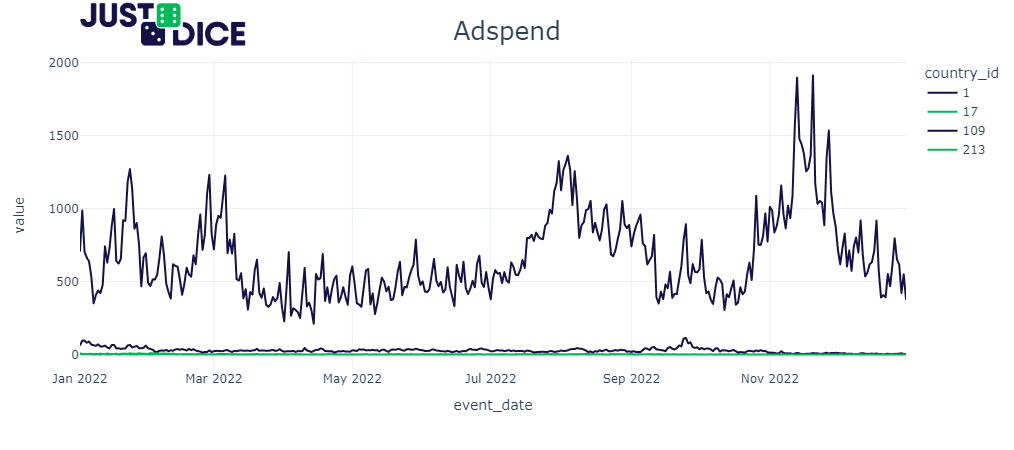 JUST
DICE
Adspend
country_id
1
17
109
213
value
2000
1500
1000
500
0
Jan 2022 Mar 2022 May 2022 Jul 2022 Sep 2022 Nov 2022
event_date